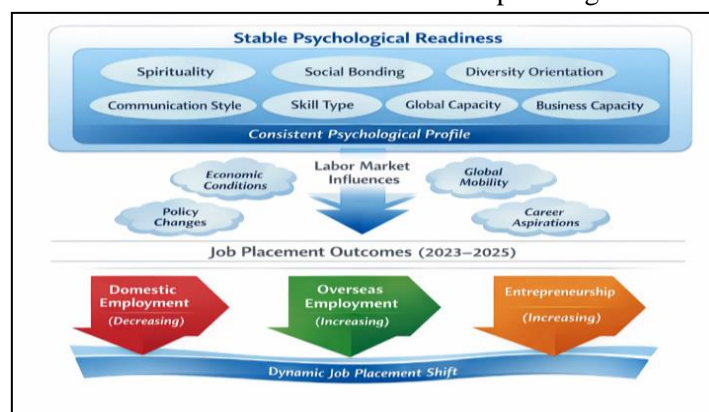 Stable Psychological Readiness
Spirituality
Social Bonding
Diversity Orientation
Communication Style
Skill Type
Global Capacity
Business Capacity
Consistent Psychological Profile
Labor Market
Influences
Economic
Conditions
Global
Mobility
Policy
Changes
Career
Aspirations
Job Placement Outcomes (2023–2025)
Domestic
Employment
(Decreasing)
Overseas
Employment
(Increasing)
Entrepreneurship
(Increasing)
Dynamic Job Placement Shift